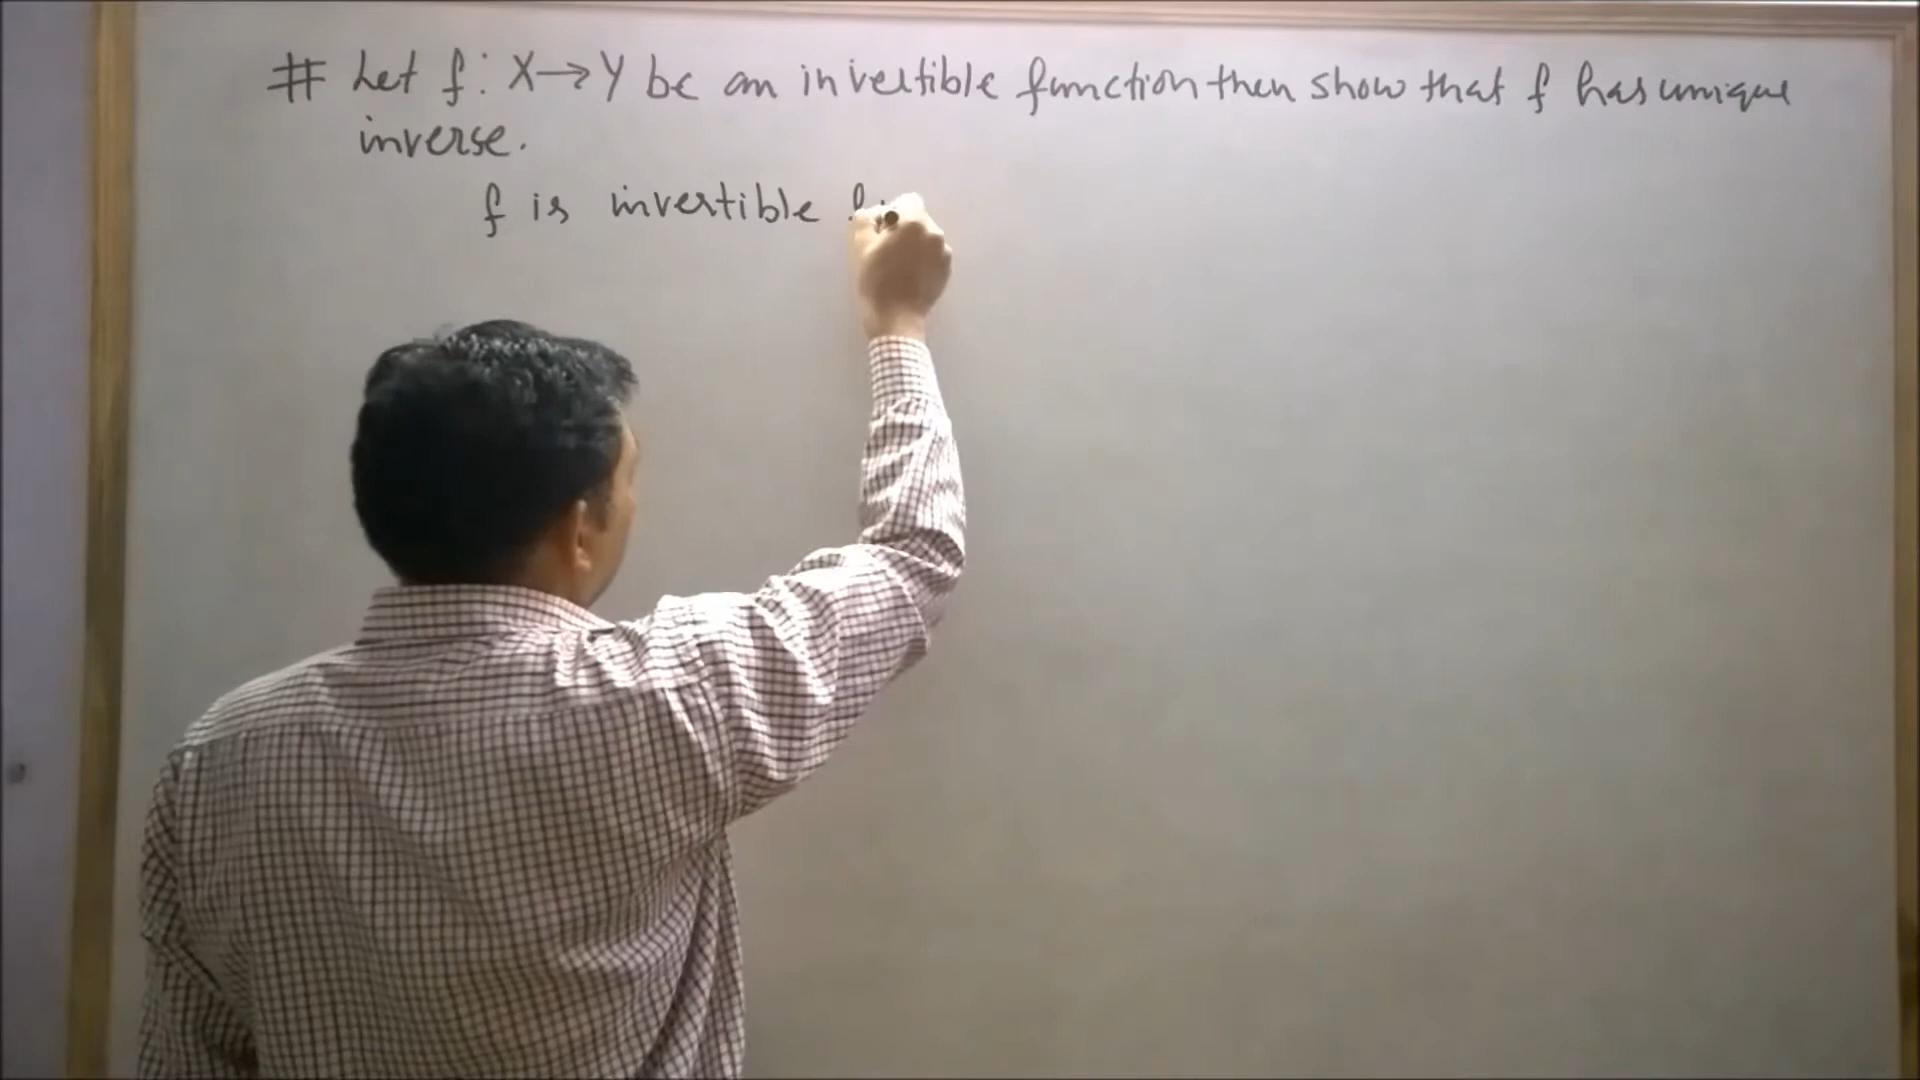 # Let f: X→Y be an invertible function then show that f has unique
inverse.
f is invertible